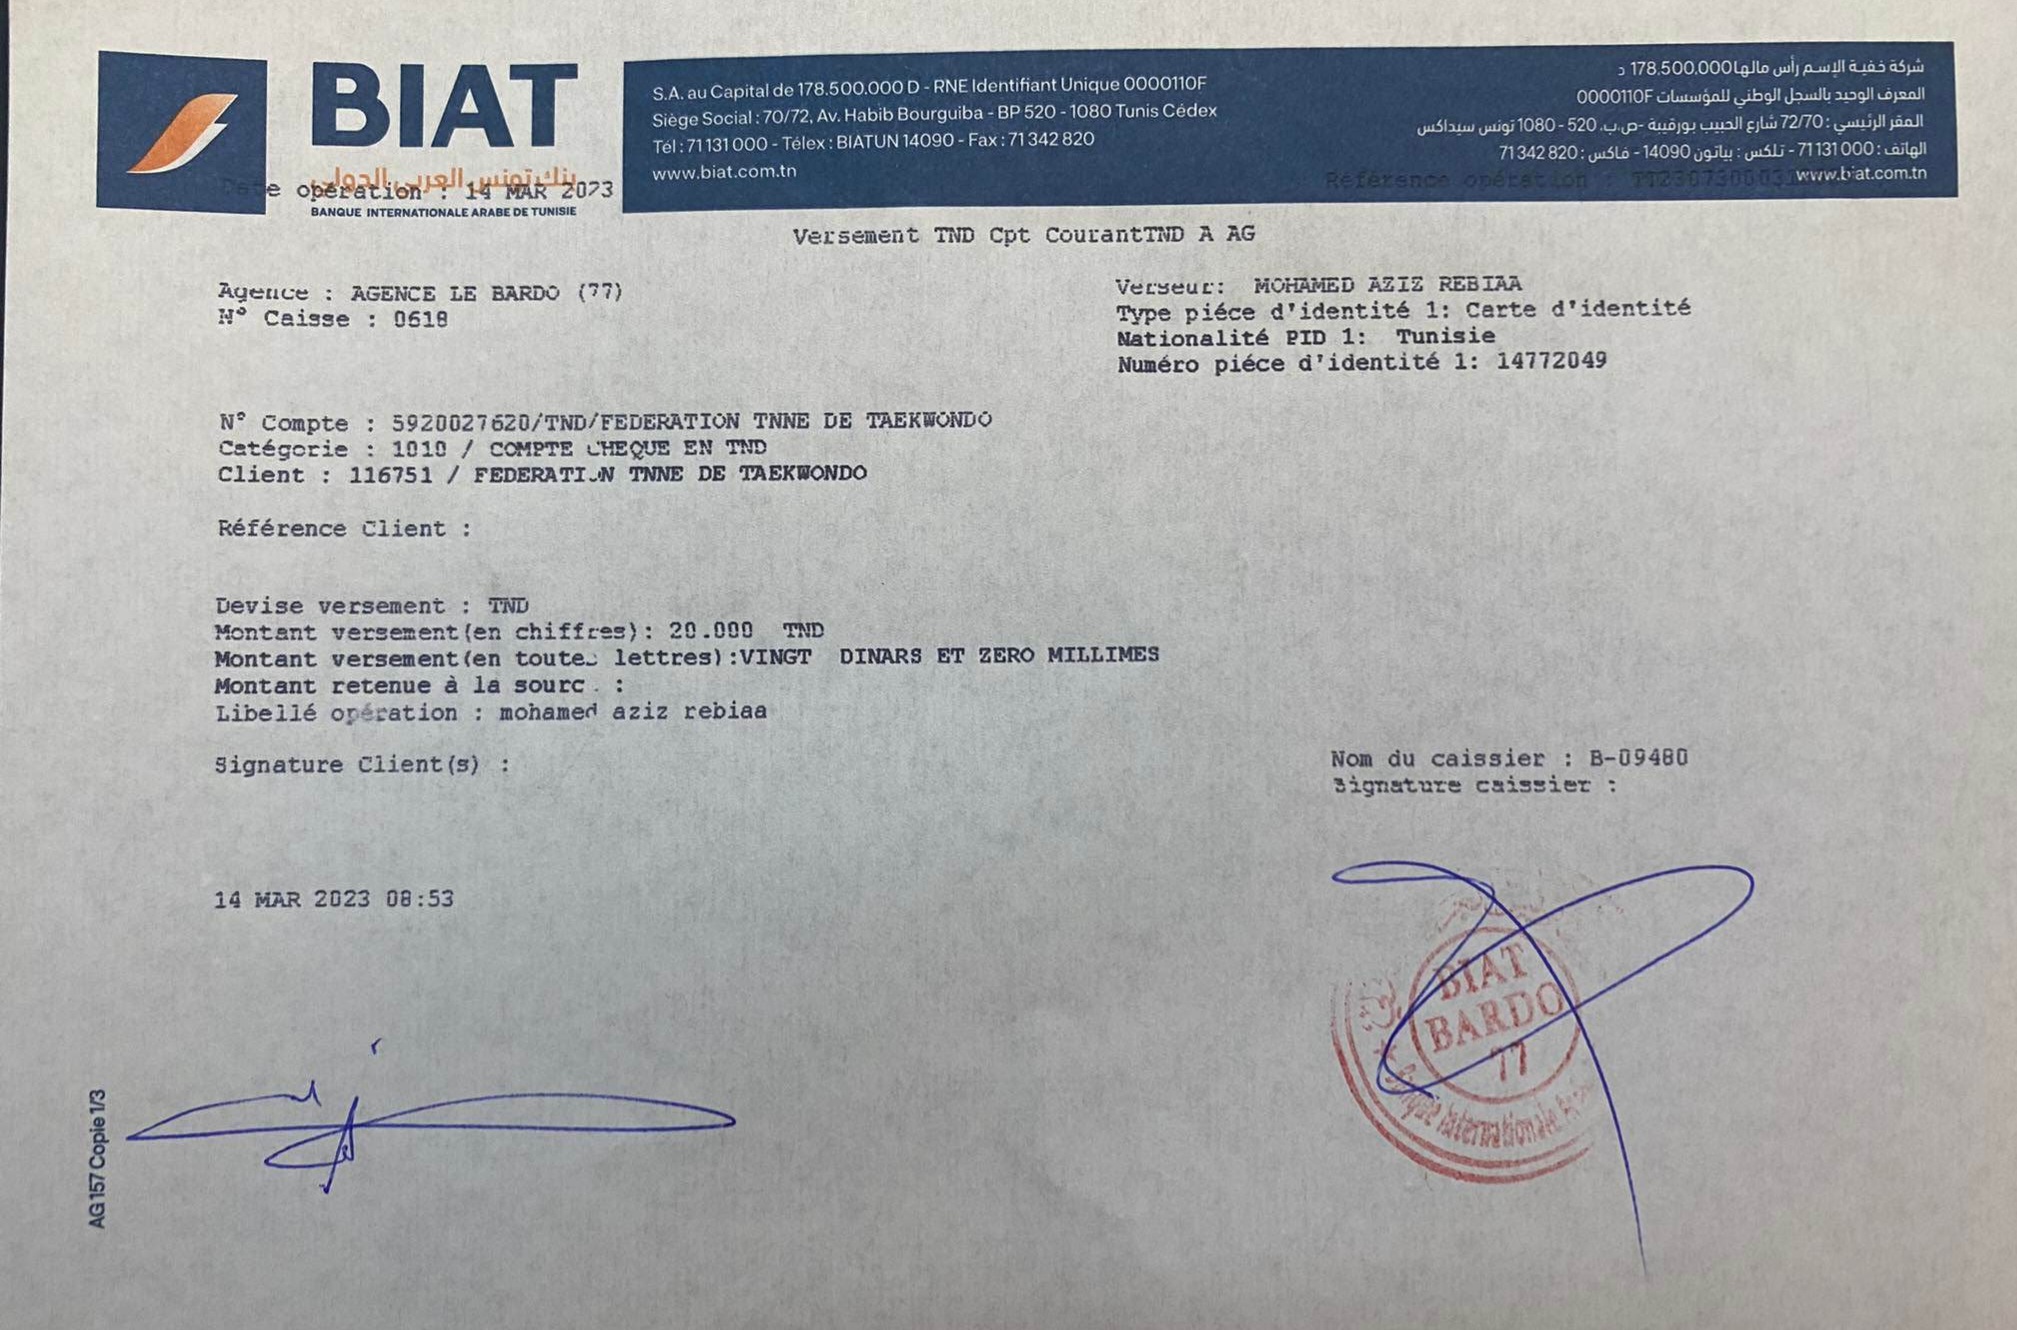 BIAT
بنك تونس العربي الدولي
BANQUE INTERNATIONALE ARABE DE TUNISIE
S.A. au Capital de 178.500.000 D - RNE Identifiant Unique 0000110F
Siège Social : 70/72, Av. Habib Bourguiba - BP 520 - 1080 Tunis Cédex
Tél : 71 131 000 - Télex : BIATUN 14090 - Fax : 71 342 820
www.biat.com.tn
شركة خفية الإسم رأس مالها 178.500.000 د
المعرف الوحيد بالسجل الوطني للمؤسسات 0000110F
المقر الرئيسي : 72/70 شارع الحبيب بورقيبة -ص.ب. 520 - 1080 تونس سيداكس
الهاتف : 71 131 000 - تلكس : بياتون 14090 - فاكس : 71 342 820
www.biat.com.tn
Date opération : 14 MAR 2023
Référence opération :
Versement TND Cpt CourantTND A AG
Agence : AGENCE LE BARDO (77)
N° Caisse : 0618
Verseur: MOHAMED AZIZ REBIAA
Type piéce d'identité 1: Carte d'identité
Nationalité PID 1: Tunisie
Numéro piéce d'identité 1: 14772049
N° Compte : 5920027620/TND/FEDERATION TNNE DE TAEKWONDO
Catégorie : 1010 / COMPTE CHEQUE EN TND
Client : 116751 / FEDERATION TNNE DE TAEKWONDO
Référence Client :
Devise versement : TND
Montant versement(en chiffres): 20.000 TND
Montant versement(en toutes lettres):VINGT DINARS ET ZERO MILLIMES
Montant retenue à la source :
Libellé opération : mohamed aziz rebiaa
Signature Client(s) :
Nom du caissier : B-09480
Signature caissier :
14 MAR 2023 08:53
BIAT
BARDO
77
Banque Internationale Arabe
AG 157 Copie 1/3